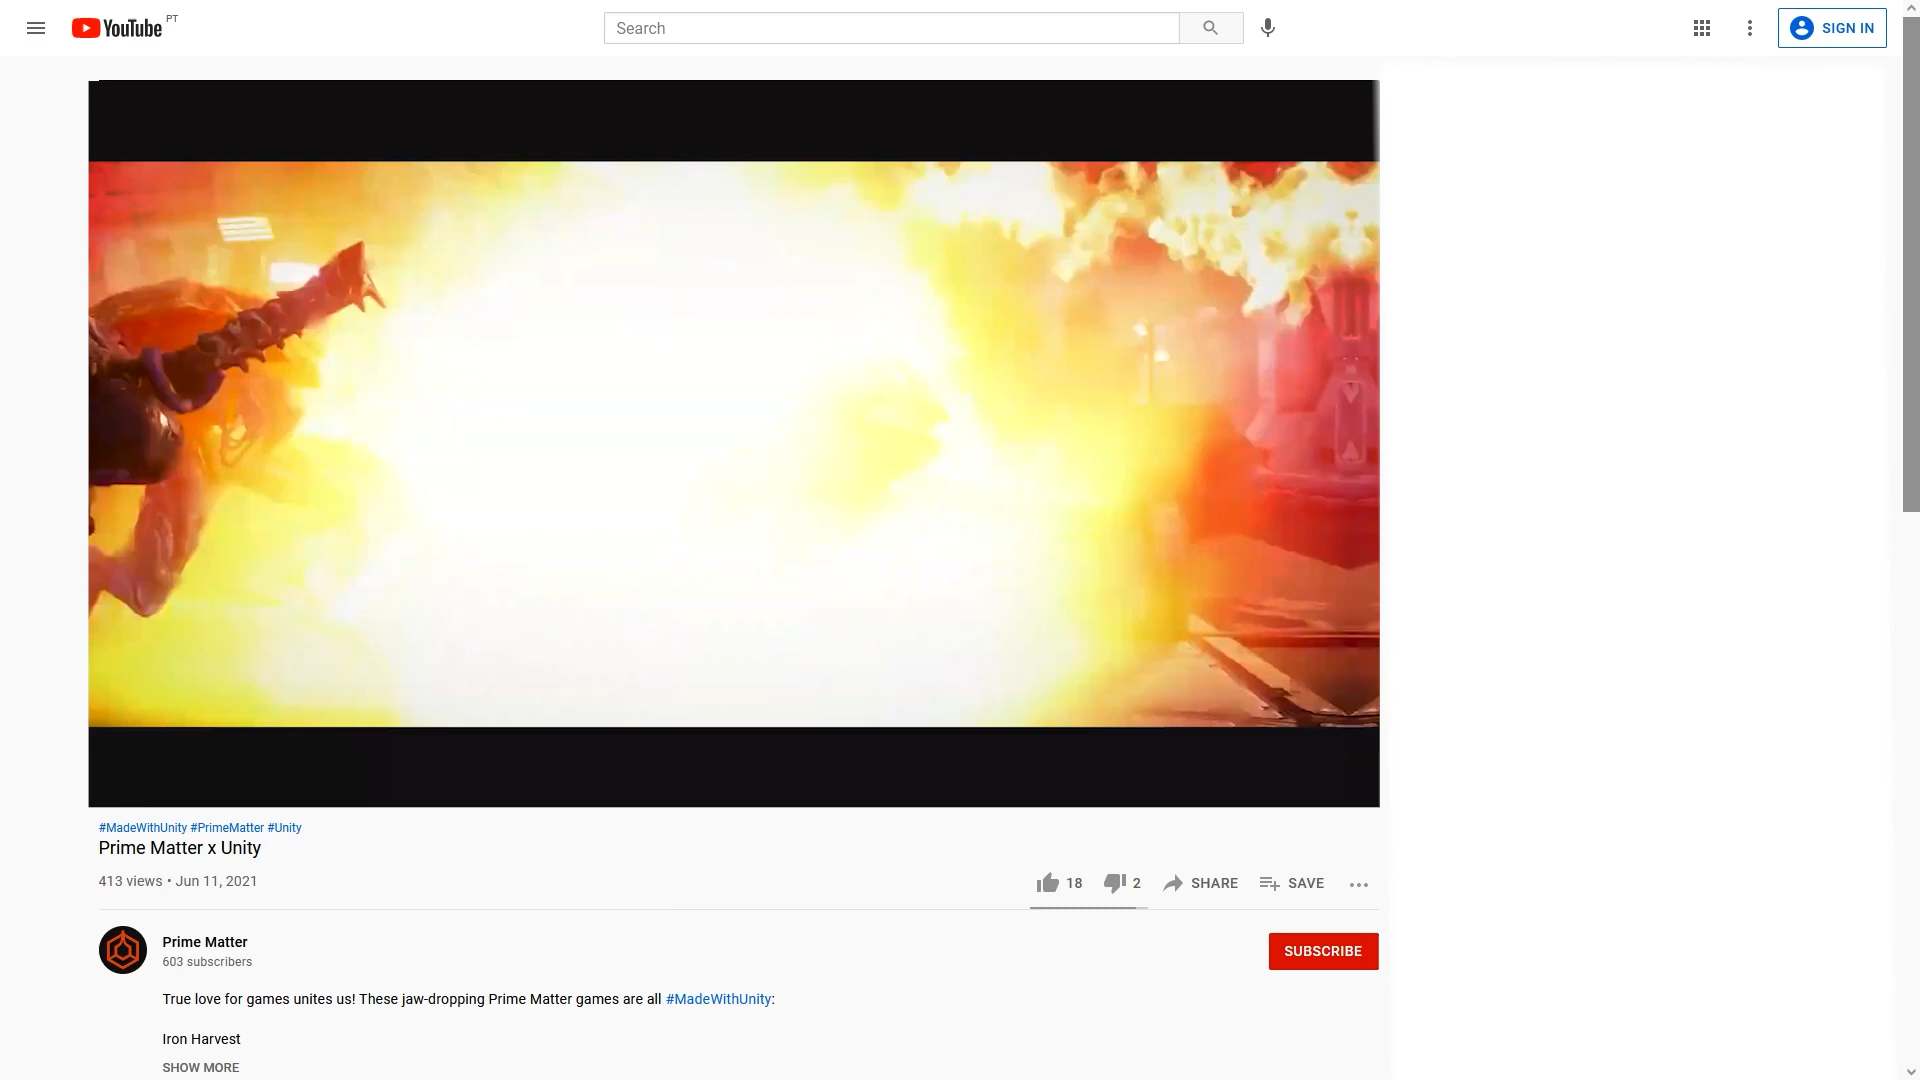 YouTube PT
Search
SIGN IN
#MadeWithUnity #PrimeMatter #Unity
Prime Matter x Unity
413 views • Jun 11, 2021
18
2
SHARE
SAVE
Prime Matter
603 subscribers
SUBSCRIBE
True love for games unites us! These jaw-dropping Prime Matter games are all #MadeWithUnity:
Iron Harvest
SHOW MORE